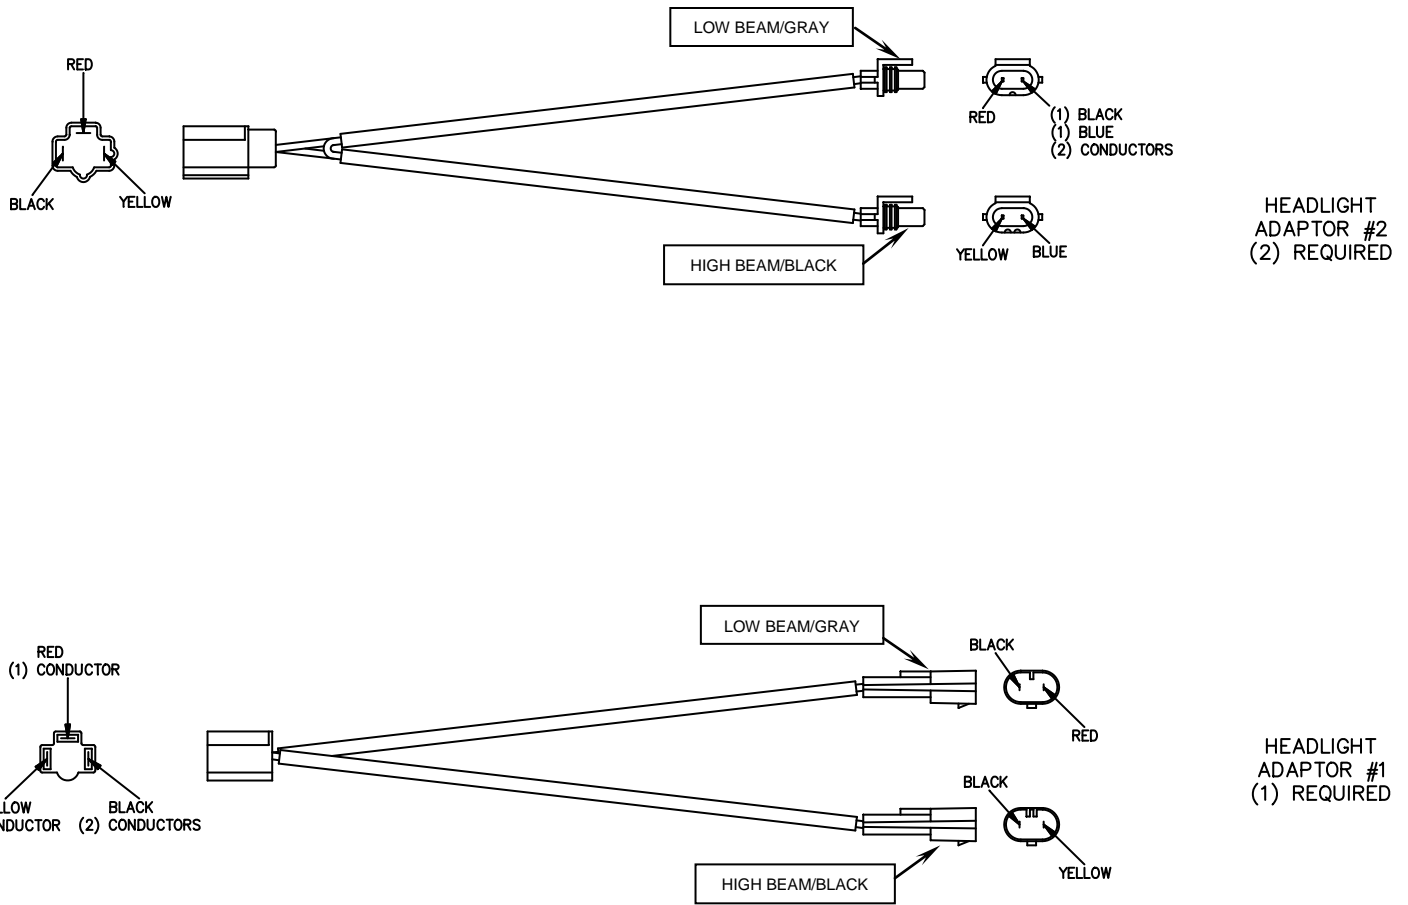 LOW BEAM/GRAY
RED
BLACK
YELLOW
RED
(1) BLACK
(1) BLUE
(2) CONDUCTORS
HIGH BEAM/BLACK
YELLOW
BLUE
HEADLIGHT
ADAPTOR #2
(2) REQUIRED
LOW BEAM/GRAY
RED
(1) CONDUCTOR
BLACK
(2) CONDUCTORS
BLACK
RED
HIGH BEAM/BLACK
BLACK
YELLOW
HEADLIGHT
ADAPTOR #1
(1) REQUIRED